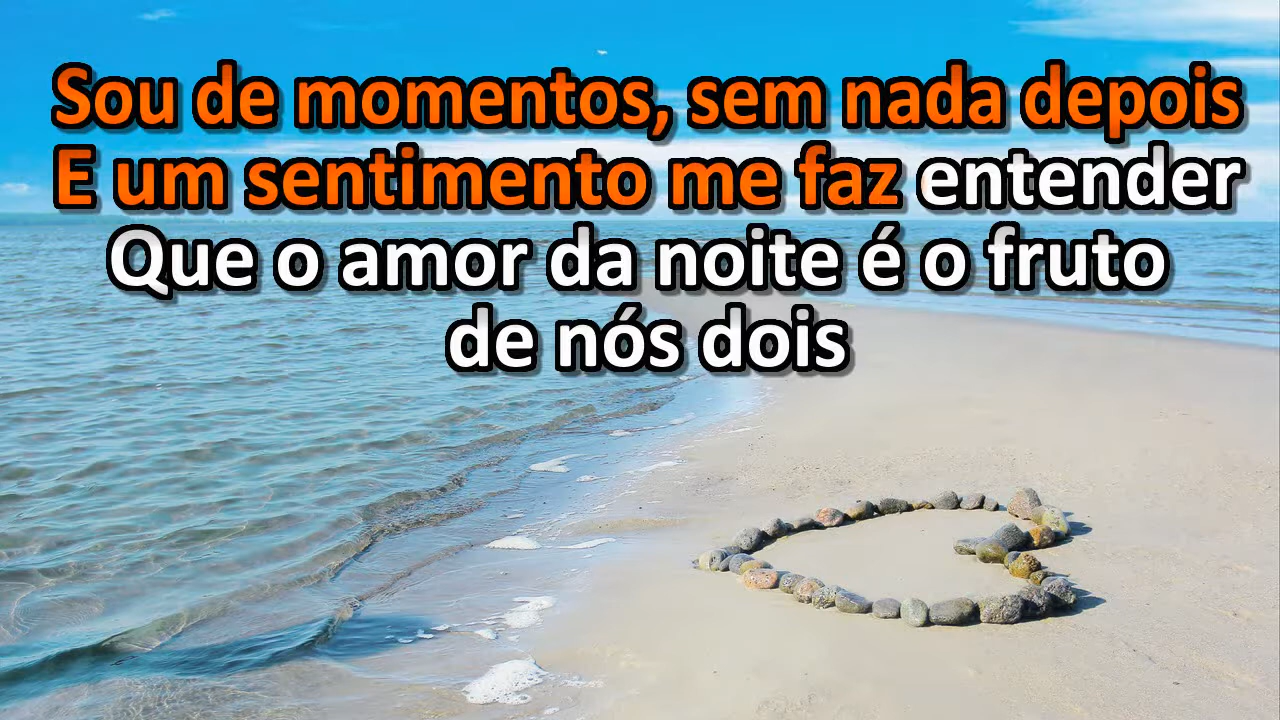 Sou de momentos, sem nada depois
E um sentimento me faz entender
Que o amor da noite é o fruto
de nós dois